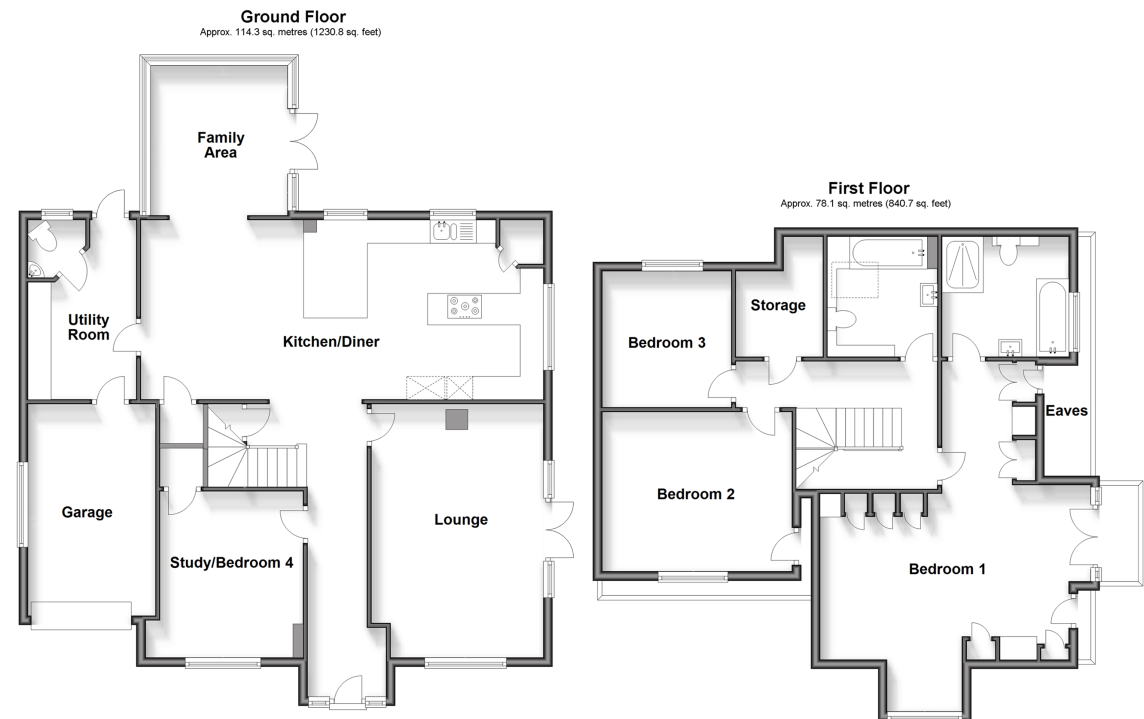 Ground Floor
Approx. 114.3 sq. metres (1230.8 sq. feet)
Family
Area
Utility
Room
Kitchen/Diner
Garage
Study/Bedroom 4
Lounge
First Floor
Approx. 78.1 sq. metres (840.7 sq. feet)
Storage
Bedroom 3
Eaves
Bedroom 2
Bedroom 1